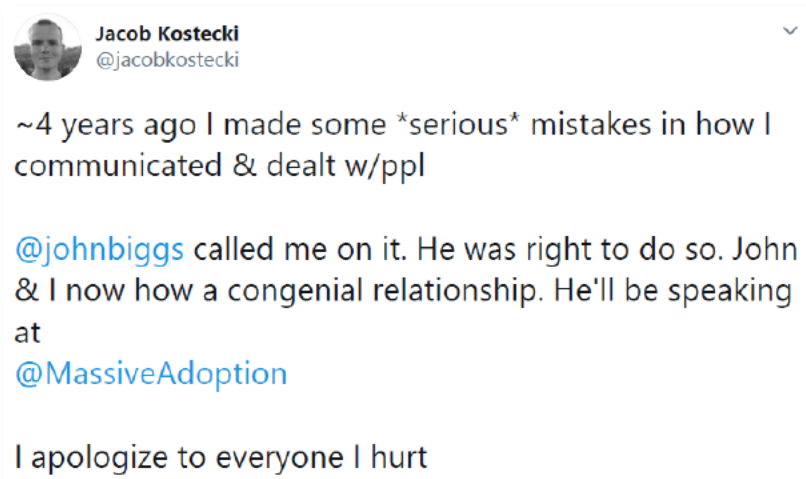 Jacob Kostecki
@jacobkostecki
~4 years ago I made some *serious* mistakes in how I
communicated & dealt w/ppl
@johnbiggs called me on it. He was right to do so. John
& I now how a congenial relationship. He'll be speaking
at
@MassiveAdoption
I apologize to everyone I hurt